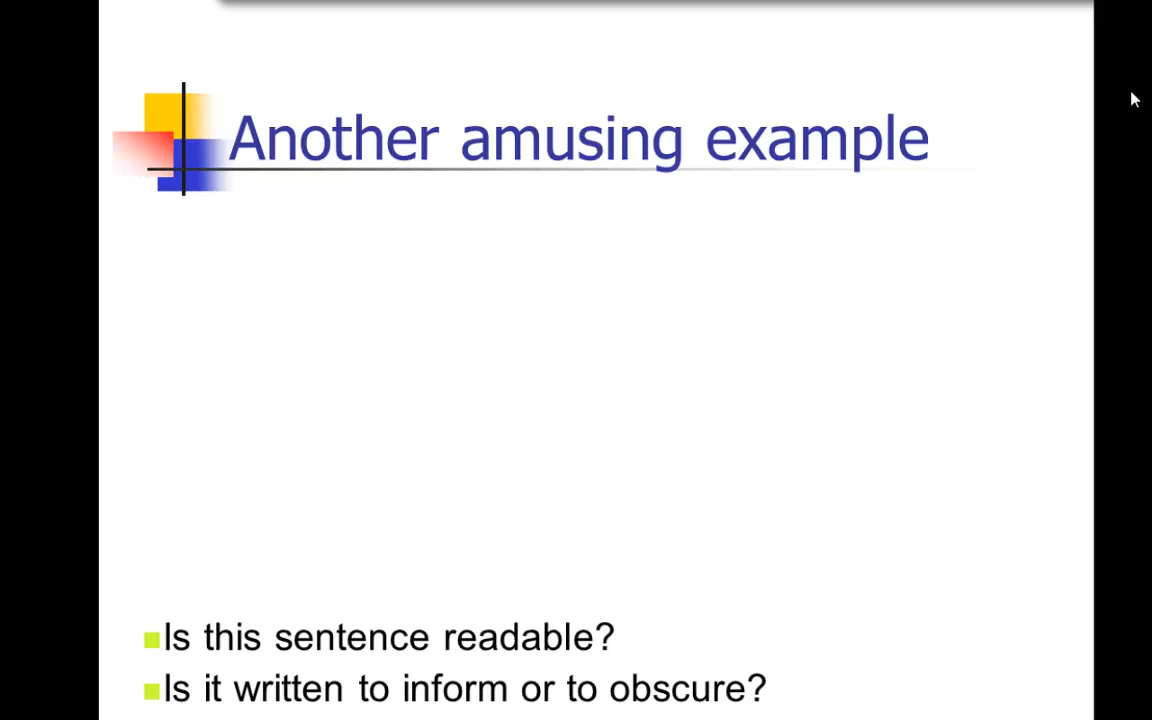 Another amusing example
Is this sentence readable?
Is it written to inform or to obscure?